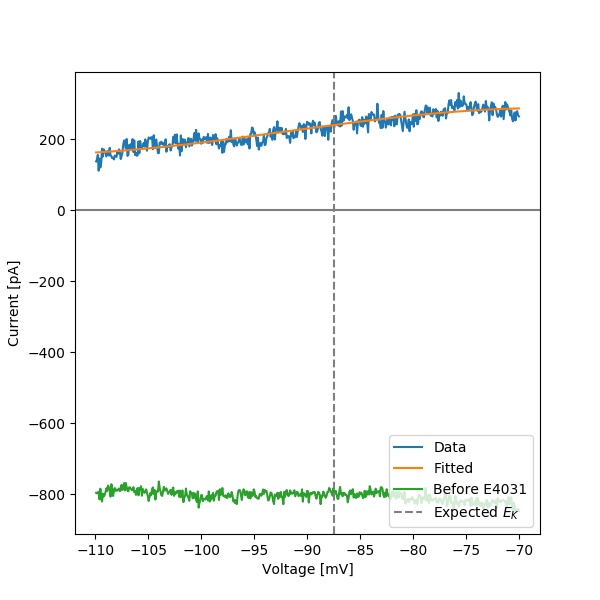 200
0
−200
−400
−600
−800
Current [pA]
Data
Fitted
Before E4031
Expected E_K
−110 −105 −100 −95 −90 −85 −80 −75 −70
Voltage [mV]